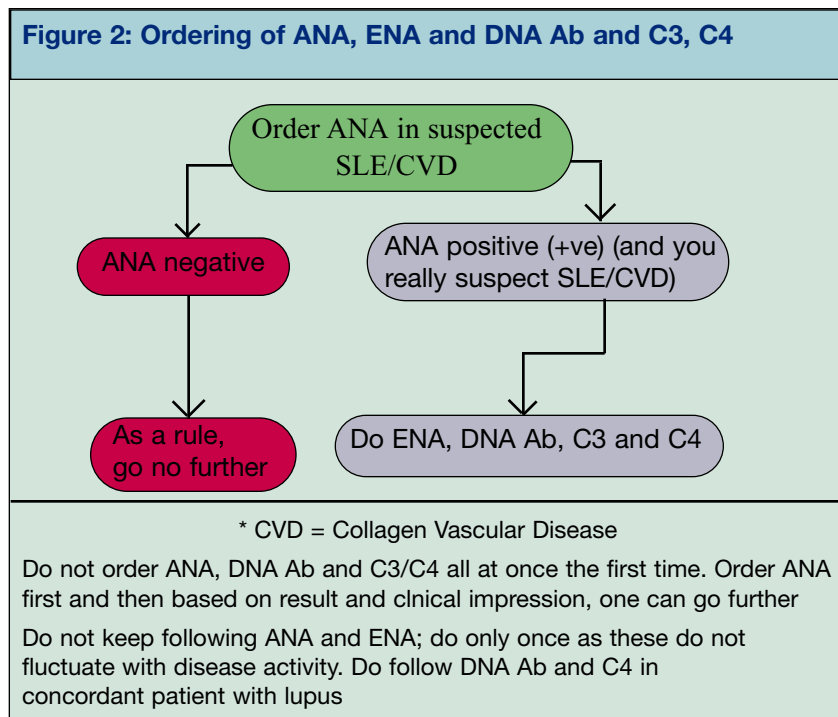 Figure 2: Ordering of ANA, ENA and DNA Ab and C3, C4
Order ANA in suspected
SLE/CVD
ANA negative
ANA positive (+ve) (and you
really suspect SLE/CVD)
As a rule,
go no further
Do ENA, DNA Ab, C3 and C4
* CVD = Collagen Vascular Disease
Do not order ANA, DNA Ab and C3/C4 all at once the first time. Order ANA
first and then based on result and clnical impression, one can go further
Do not keep following ANA and ENA; do only once as these do not
fluctuate with disease activity. Do follow DNA Ab and C4 in
concordant patient with lupus